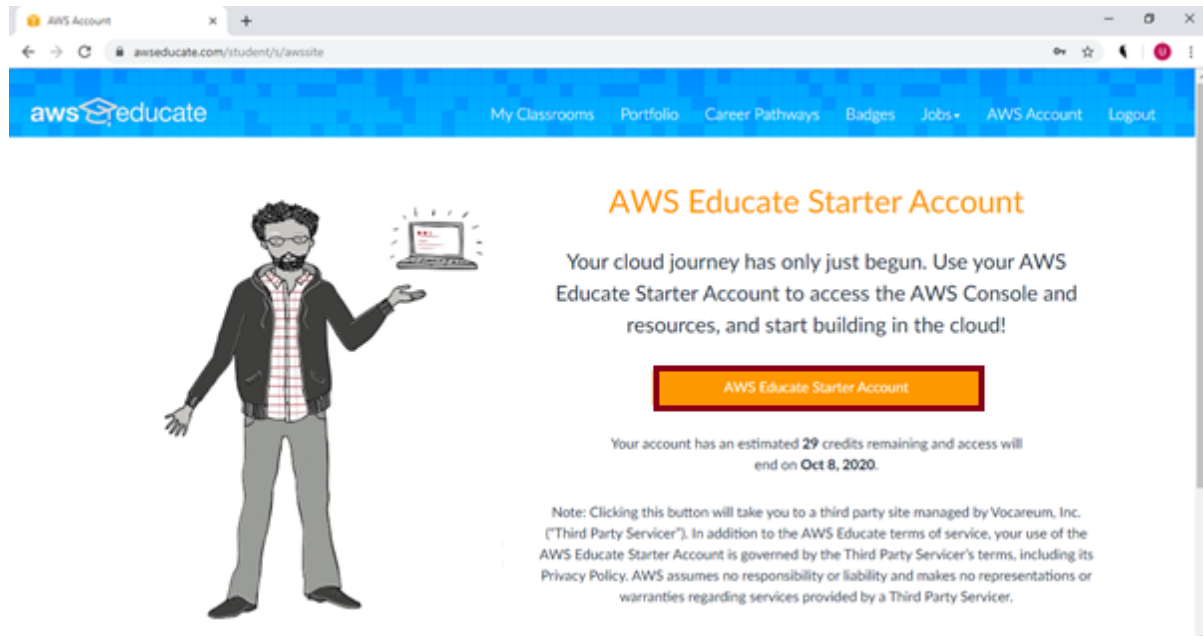 AWS Account
awseducate.com/student/s/awssite
U
aws educate
My Classrooms Portfolio Career Pathways Badges Jobs AWS Account Logout
AWS Educate Starter Account
Your cloud journey has only just begun. Use your AWS
Educate Starter Account to access the AWS Console and
resources, and start building in the cloud!
AWS Educate Starter Account
Your account has an estimated 29 credits remaining and access will
end on Oct 8, 2020.
Note: Clicking this button will take you to a third party site managed by Vocareum, Inc.
("Third Party Servicer"). In addition to the AWS Educate terms of service, your use of the
AWS Educate Starter Account is governed by the Third Party Servicer's terms, including its
Privacy Policy. AWS assumes no responsibility or liability and makes no representations or
warranties regarding services provided by a Third Party Servicer.